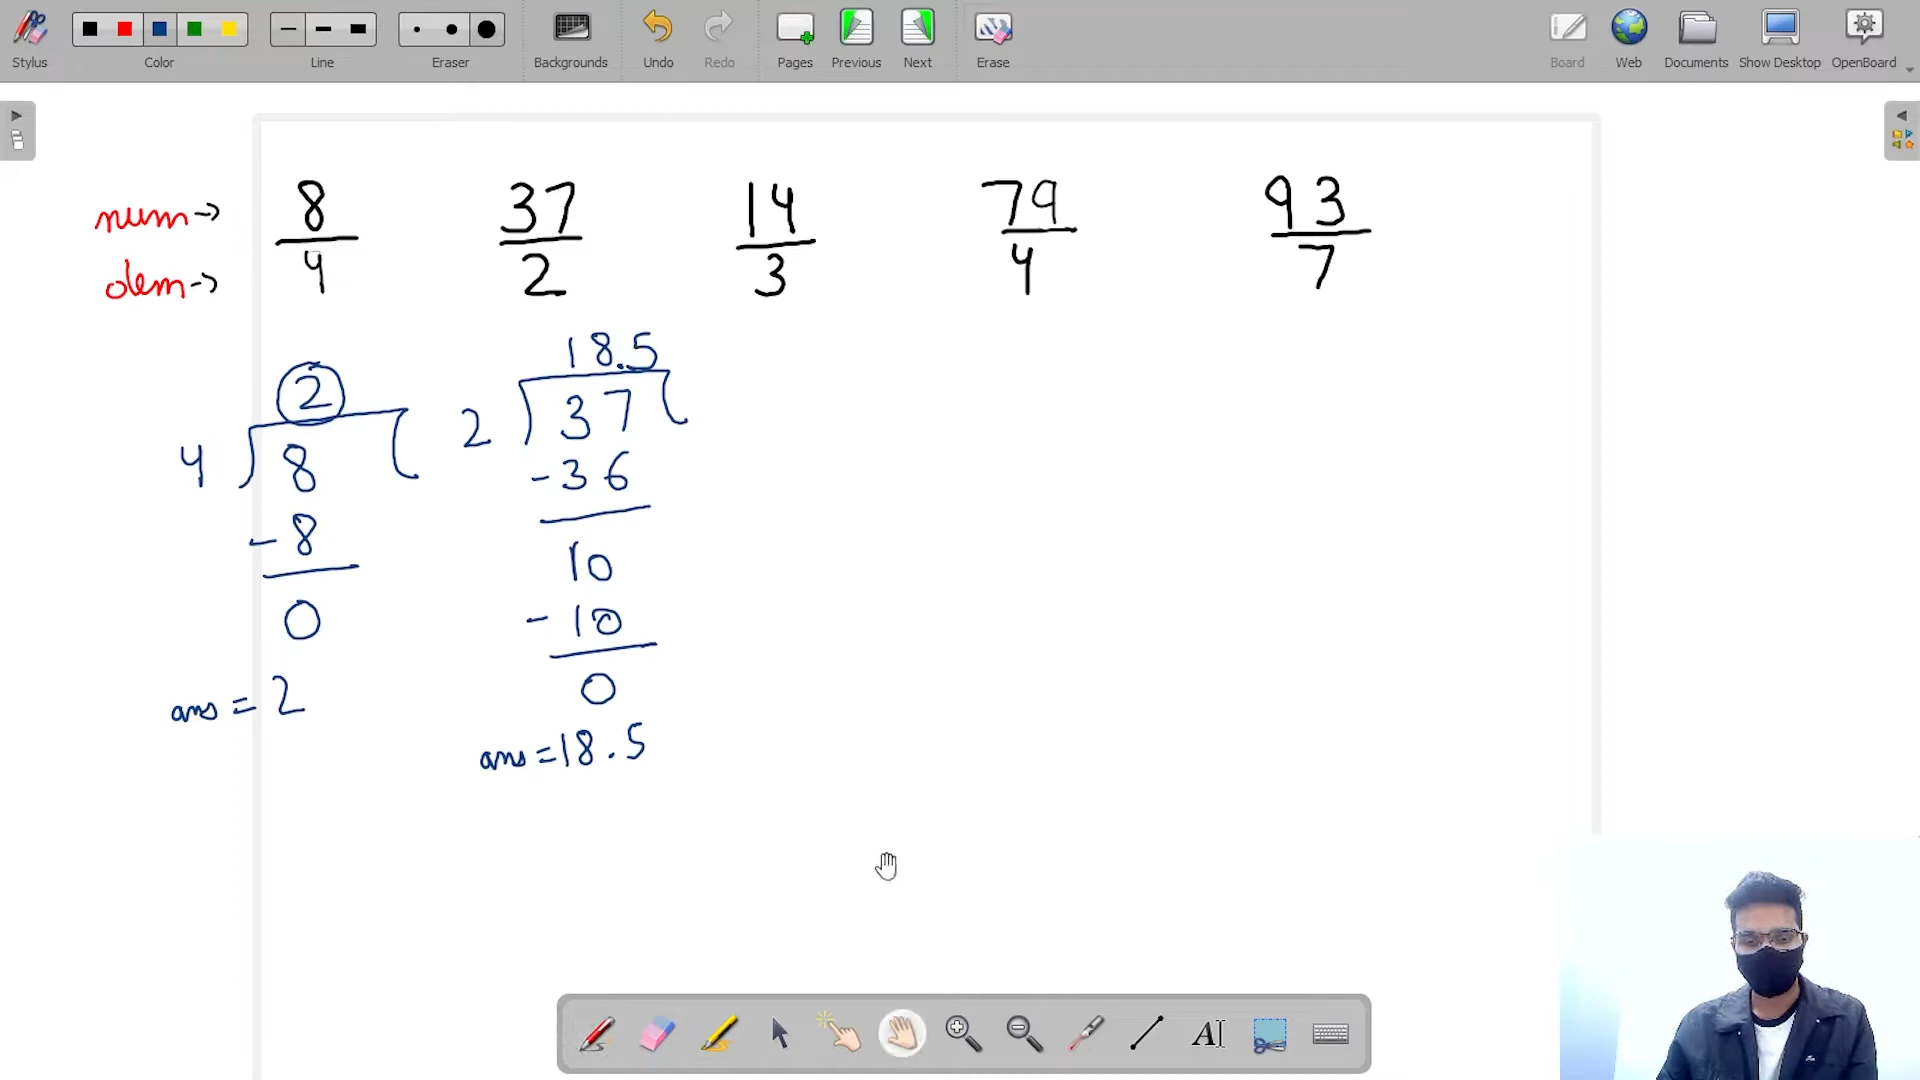 Stylus Color Line Eraser Backgrounds Undo Redo Pages Previous Next Erase Board Web Documents Show Desktop OpenBoard
num→ 8 37 14 79 93
dem→ 4 2 3 4 7
2
4 8
-8
0
ans = 2
18.5
2 37
-36
10
-10
0
ans =18.5
AI